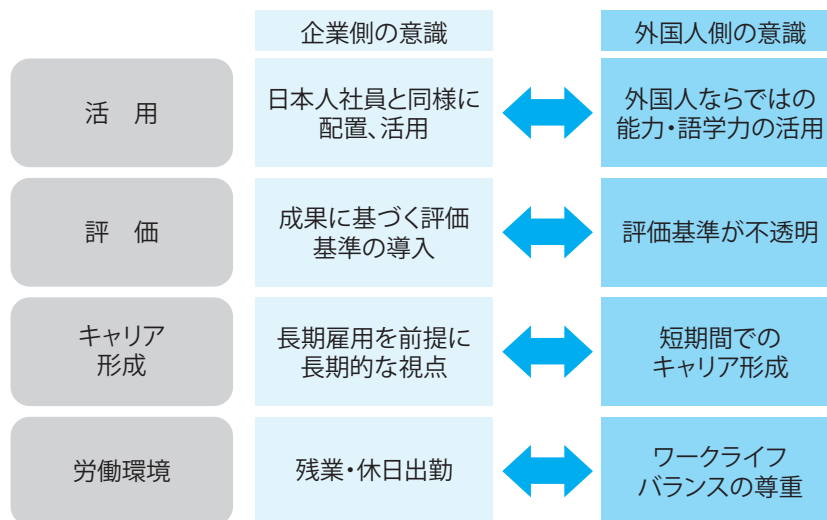 企業側の意識
外国人側の意識
活　用
日本人社員と同様に
配置、活用
外国人ならではの
能力・語学力の活用
評　価
成果に基づく評価
基準の導入
評価基準が不透明
キャリア
形成
長期雇用を前提に
長期的な視点
短期間での
キャリア形成
労働環境
残業・休日出勤
ワークライフ
バランスの尊重